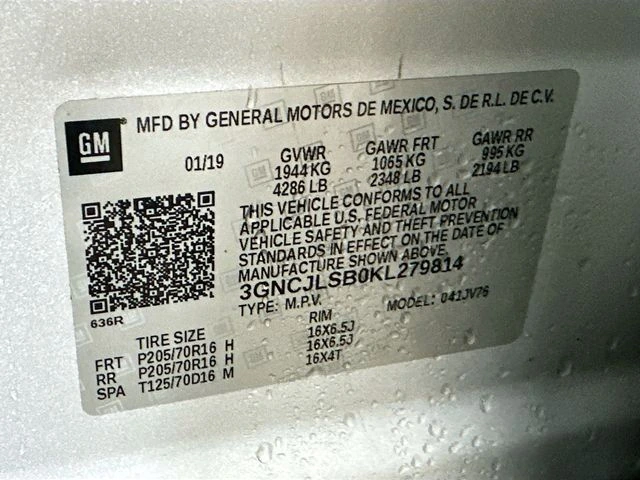 GM
MFD BY GENERAL MOTORS DE MEXICO, S. DE R.L. DE C.V.
01/19 GVWR GAWR FRT GAWR RR
1944 KG 1065 KG 995 KG
4286 LB 2348 LB 2194 LB
THIS VEHICLE CONFORMS TO ALL
APPLICABLE U.S. FEDERAL MOTOR
VEHICLE SAFETY AND THEFT PREVENTION
STANDARDS IN EFFECT ON THE DATE OF
MANUFACTURE SHOWN ABOVE.
3GNCJLSB0KL279814
TYPE: M.P.V. MODEL: 041JV76
636R
TIRE SIZE RIM
FRT P205/70R16 H 16X6.5J
RR P205/70R16 H 16X6.5J
SPA T125/70D16 M 16X4T